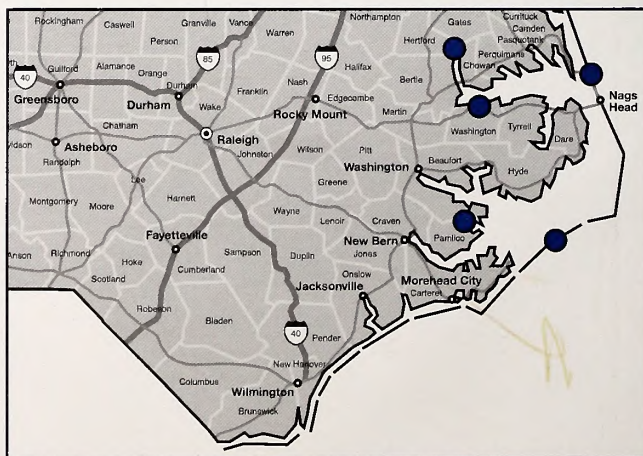 Rockingham
Caswell
Granville
Vance
Warren
Northampton
Gates
Currituck
Camden
Pasquotank
Perquimans
Chowan
Person
Hertford
Halifax
Bertie
Guilford
Alamance
Orange
Durham
Franklin
Nash
Edgecombe
Martin
40
85
95
Greensboro
Durham
Rocky Mount
Nags
Head
Wake
Chatham
Raleigh
Johnston
Wilson
Pitt
Washington
Tyrrell
Dare
idson
Asheboro
Randolph
Washington
Beaufort
Hyde
Lee
Greene
Montgomery
Moore
Harnett
Wayne
Lenoir
Craven
Pamlico
Fayetteville
New Bern
Jones
Anson
Richmond
Hoke
Cumberland
Sampson
Duplin
Onslow
Scotland
Jacksonville
Morehead City
Carteret
Robeson
Bladen
40
Pender
New Hanover
Columbus
Wilmington
Brunswick